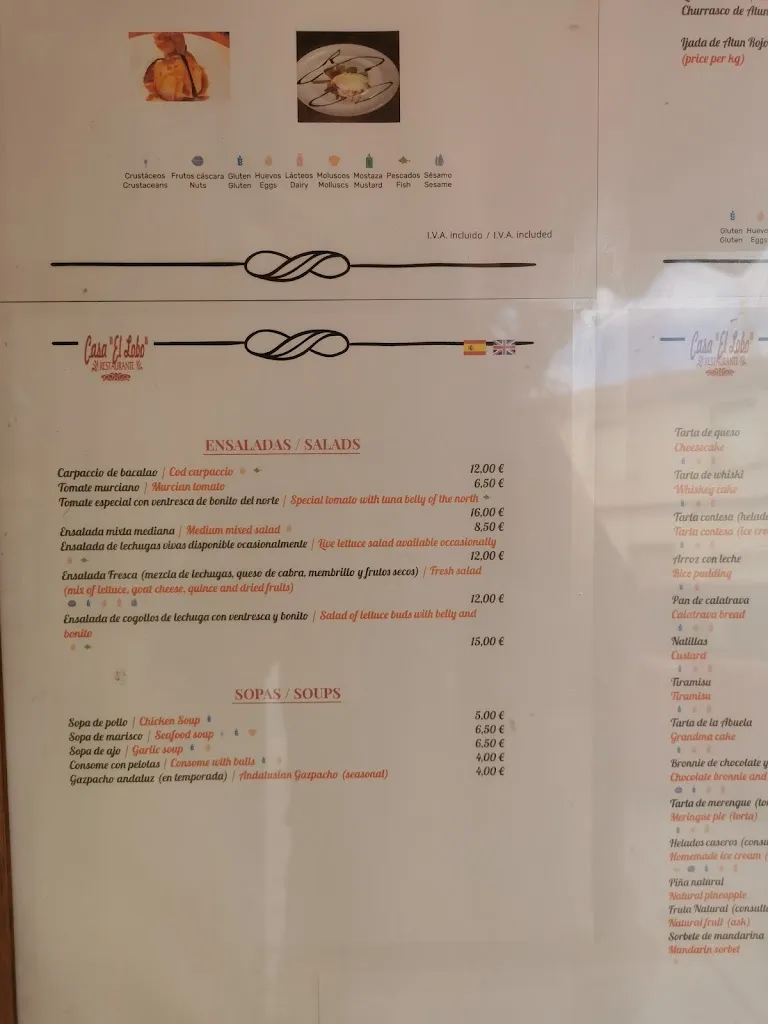 Crustáceos Frutos cáscara Gluten Huevos Lácteos Moluscos Mostaza Pescados Sésamo
Crustaceans Nuts Gluten Eggs Dairy Molluscs Mustard Fish Sesame
I.V.A. incluido / I.V.A. included
Casa "El Lobo"
RESTAURANTE
ENSALADAS / SALADS
Carpaccio de bacalao | Cod carpaccio 12,00 €
Tomate murciano | Murcian tomato 6,50 €
Tomate especial con ventresca de bonito del norte | Special tomato with tuna belly of the north
16,00 €
Ensalada mixta mediana | Medium mixed salad 8,50 €
Ensalada de lechugas vivas disponible ocasionalmente | Live lettuce salad available occasionally
12,00 €
Ensalada Fresca (mezcla de lechugas, queso de cabra, membrillo y frutos secos) | Fresh salad
(mix of lettuce, goat cheese, quince and dried fruits)
12,00 €
Ensalada de cogollos de lechuga con ventresca y bonito | Salad of lettuce buds with belly and
bonito
15,00 €
SOPAS / SOUPS
Sopa de pollo | Chicken Soup 5,00 €
Sopa de marisco | Seafood soup 6,50 €
Sopa de ajo | Garlic soup 6,50 €
Consome con pelotas | Consome with balls 4,00 €
Gazpacho andaluz (en temporada) | Andalusian Gazpacho (seasonal) 4,00 €
Churrasco de Atun
Ijada de Atun Rojo
(price per kg)
Gluten Huevo
Gluten Eggs
Casa "El Lobo"
RESTAURANTE
Tarta de queso
Cheesecake
Tarta de whiski
Whiskey cake
Tarta contesa (helado
Tarta contesa (ice cre
Arroz con leche
Rice pudding
Pan de calatrava
Calatrava bread
Natillas
Custard
Tiramisu
Tiramisu
Tarta de la Abuela
Grandma cake
Bronnie de chocolate y
Chocolate bronnie and
Tarta de merengue (to
Meringue pie (torta)
Helados caseros (consu
Homemade ice cream (
Piña natural
Natural pineapple
Fruta Natural (consult
Natural fruit (ask)
Sorbete de mandarina
Mandarin sorbet